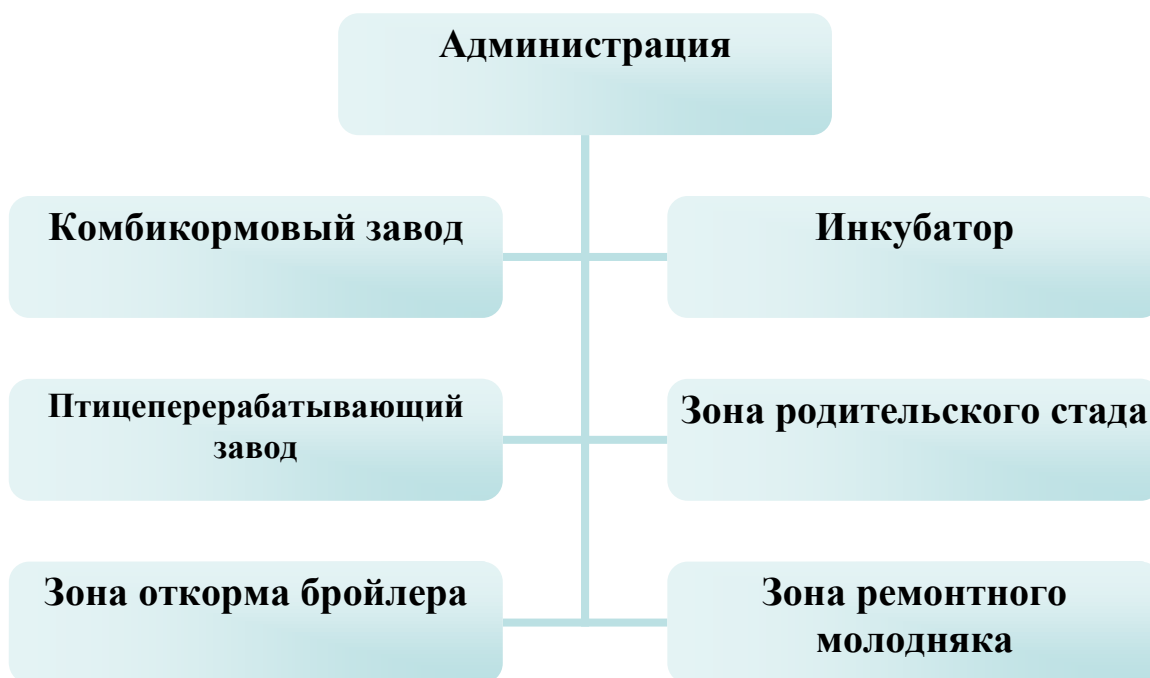 Администрация
Комбикормовый завод
Инкубатор
Птицеперерабатывающий
завод
Зона родительского стада
Зона откорма бройлера
Зона ремонтного
молодняка